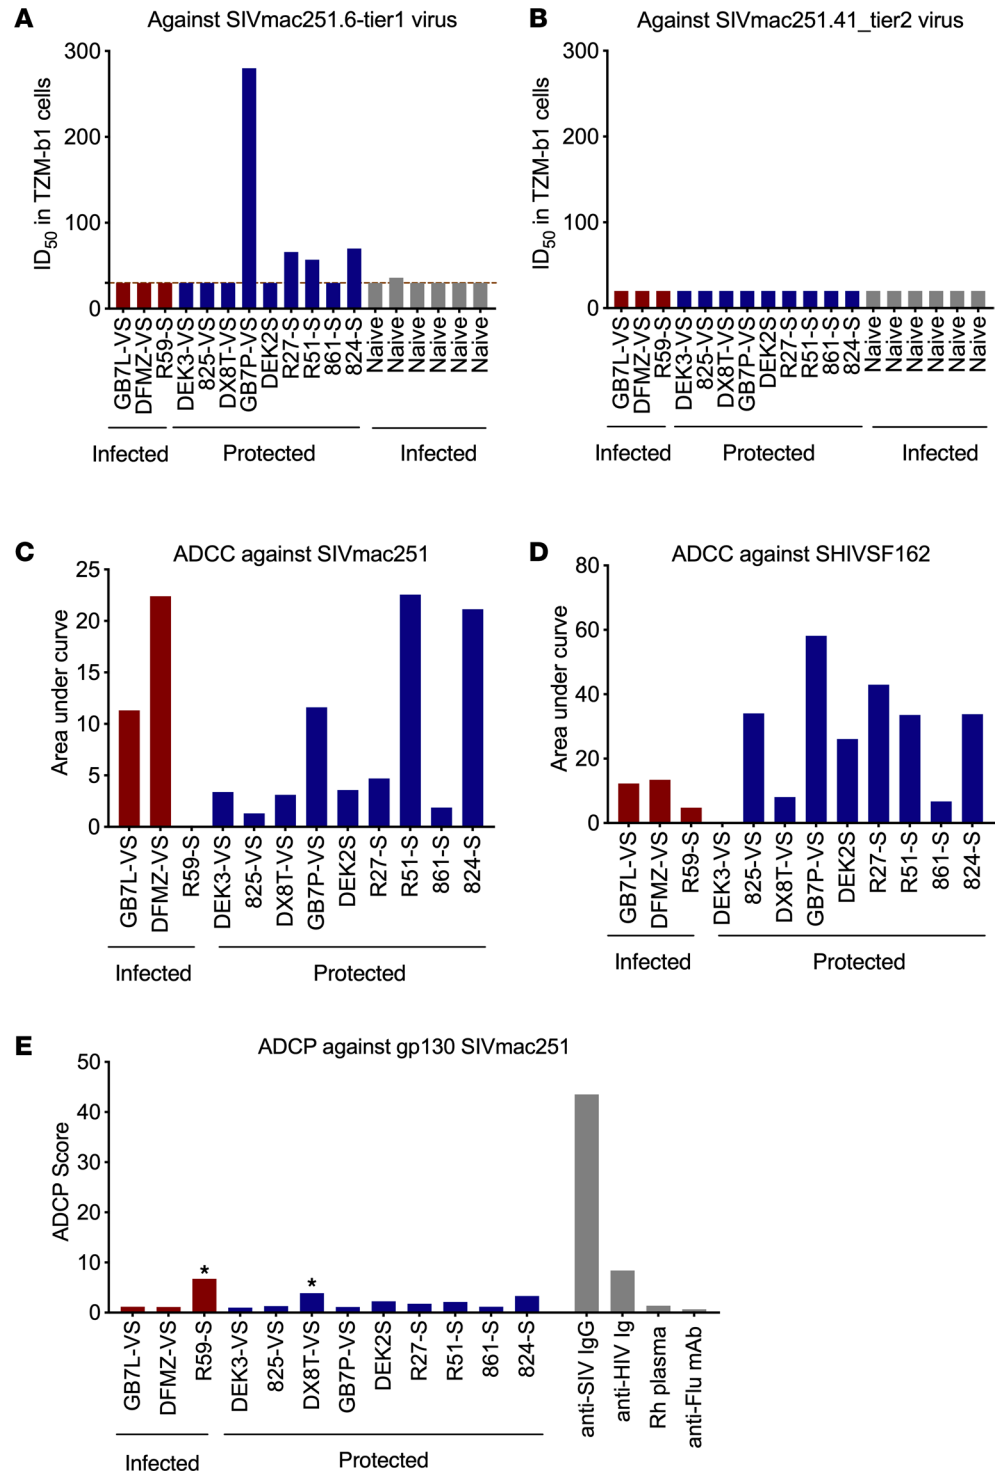 A
Against SIVmac251.6-tier1 virus
ID50 in TZM-b1 cells
300
200
100
0
GB7L-VS
DFMZ-VS
R59-S
DEK3-VS
825-VS
DX8T-VS
GB7P-VS
DEK2S
R27-S
R51-S
861-S
824-S
Naive
Naive
Naive
Naive
Naive
Naive
Infected
Protected
Infected
B
Against SIVmac251.41_tier2 virus
ID50 in TZM-b1 cells
300
200
100
0
GB7L-VS
DFMZ-VS
R59-S
DEK3-VS
825-VS
DX8T-VS
GB7P-VS
DEK2S
R27-S
R51-S
861-S
824-S
Naive
Naive
Naive
Naive
Naive
Naive
Infected
Protected
Infected
C
ADCC against SIVmac251
Area under curve
25
20
15
10
5
0
GB7L-VS
DFMZ-VS
R59-S
DEK3-VS
825-VS
DX8T-VS
GB7P-VS
DEK2S
R27-S
R51-S
861-S
824-S
Infected
Protected
D
ADCC against SHIVSF162
Area under curve
80
60
40
20
0
GB7L-VS
DFMZ-VS
R59-S
DEK3-VS
825-VS
DX8T-VS
GB7P-VS
DEK2S
R27-S
R51-S
861-S
824-S
Infected
Protected
E
ADCP against gp130 SIVmac251
ADCP Score
50
40
30
20
10
0
*
*
GB7L-VS
DFMZ-VS
R59-S
DEK3-VS
825-VS
DX8T-VS
GB7P-VS
DEK2S
R27-S
R51-S
861-S
824-S
anti-SIV IgG
anti-HIV Ig
Rh plasma
anti-Flu mAb
Infected
Protected